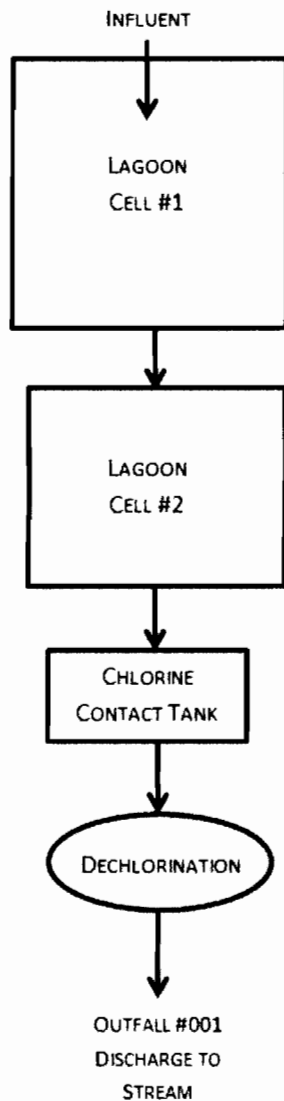 INFLUENT
LAGOON
CELL #1
LAGOON
CELL #2
CHLORINE
CONTACT TANK
DECHLORINATION
OUTFALL #001
DISCHARGE TO
STREAM